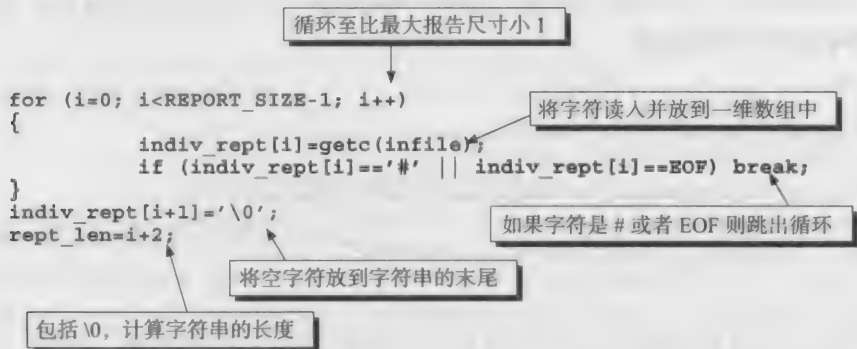 循环至比最大报告尺寸小 1
for (i=0; i<REPORT_SIZE-1; i++)
将字符读入并放到一维数组中
{
indiv_rept[i]=getc(infile);
if (indiv_rept[i]=='#' || indiv_rept[i]==EOF) break;
}
indiv_rept[i+1]='\0';
如果字符是 # 或者 EOF 则跳出循环
rept_len=i+2;
将空字符放到字符串的末尾
包括 \0，计算字符串的长度